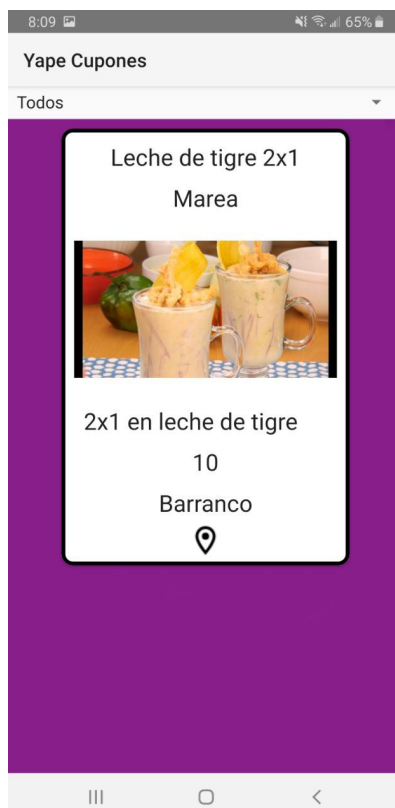 8:09
65%
Yape Cupones
Todos
Leche de tigre 2x1
Marea
2x1 en leche de tigre
10
Barranco